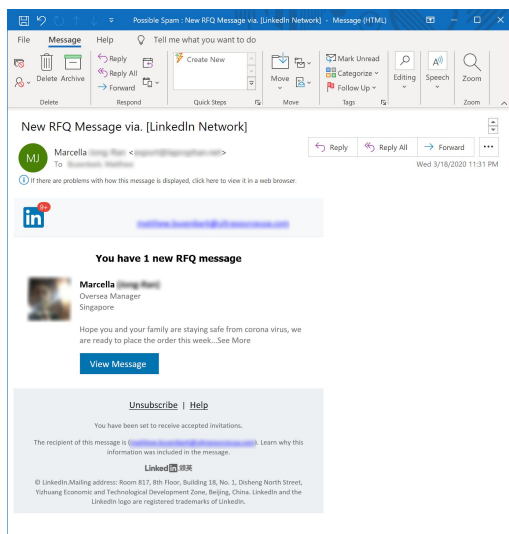 Possible Spam : New RFQ Message via. [LinkedIn Network] - Message (HTML)
File Message Help Tell me what you want to do
Delete Archive
Reply
Reply All
Forward
Create New
Move
Mark Unread
Categorize
Follow Up
Editing
Speech
Zoom
Delete Respond Quick Steps Move Tags Zoom
New RFQ Message via. [LinkedIn Network]
MJ
Marcella
To
Reply Reply All Forward
Wed 3/18/2020 11:31 PM
If there are problems with how this message is displayed, click here to view it in a web browser.
in 9+
You have 1 new RFQ message
Marcella
Oversea Manager
Singapore
Hope you and your family are staying safe from corona virus, we
are ready to place the order this week...See More
View Message
Unsubscribe | Help
You have been set to receive accepted invitations.
The recipient of this message is ( ). Learn why this
information was included in the message.
Linked in 领英
© LinkedIn.Mailing address: Room 817, 8th Floor, Building 18, No. 1, Disheng North Street,
Yizhuang Economic and Technological Development Zone, Beijing, China. LinkedIn and the
LinkedIn logo are registered trademarks of LinkedIn.